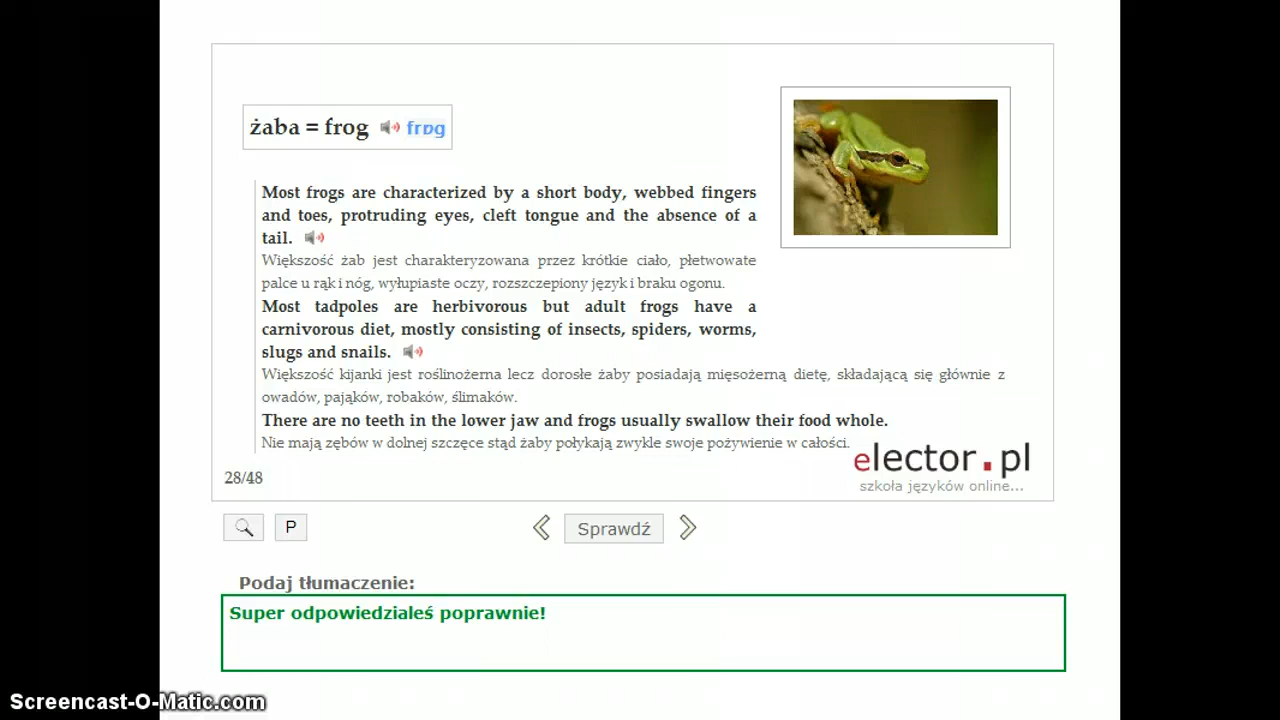 żaba = frog frɒg
Most frogs are characterized by a short body, webbed fingers
and toes, protruding eyes, cleft tongue and the absence of a
tail.
Większość żab jest charakteryzowana przez krótkie ciało, płetwowate
palce u rąk i nóg, wyłupiaste oczy, rozszczepiony język i braku ogonu.
Most tadpoles are herbivorous but adult frogs have a
carnivorous diet, mostly consisting of insects, spiders, worms,
slugs and snails.
Większość kijanki jest roślinożerna lecz dorosłe żaby posiadają mięsożerną dietę, składającą się głównie z
owadów, pająków, robaków, ślimaków.
There are no teeth in the lower jaw and frogs usually swallow their food whole.
Nie mają zębów w dolnej szczęce stąd żaby połykają zwykle swoje pożywienie w całości.
elector.pl
szkoła języków online...
28/48
P
Sprawdź
Podaj tłumaczenie:
Super odpowiedziałeś poprawnie!
Screencast-O-Matic.com